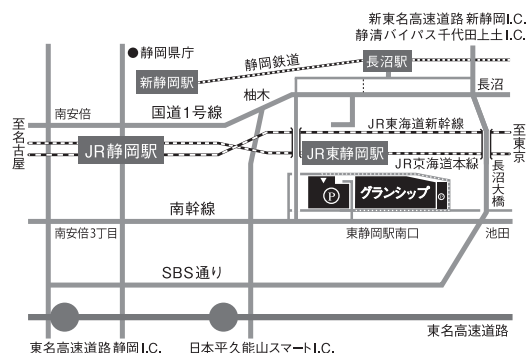 新東名高速道路 新静岡I.C.
静清バイパス千代田上土I.C.
●静岡県庁
静岡鉄道
長沼駅
新静岡駅
柚木
長沼
南安倍
国道1号線
JR東海道新幹線
至名古屋
JR静岡駅
JR東静岡駅
至東京
JR東海道本線
長沼大橋
P
グランシップ
南幹線
南安倍3丁目
東静岡駅南口
池田
SBS通り
東名高速道路
東名高速道路 静岡I.C.
日本平久能山スマートI.C.